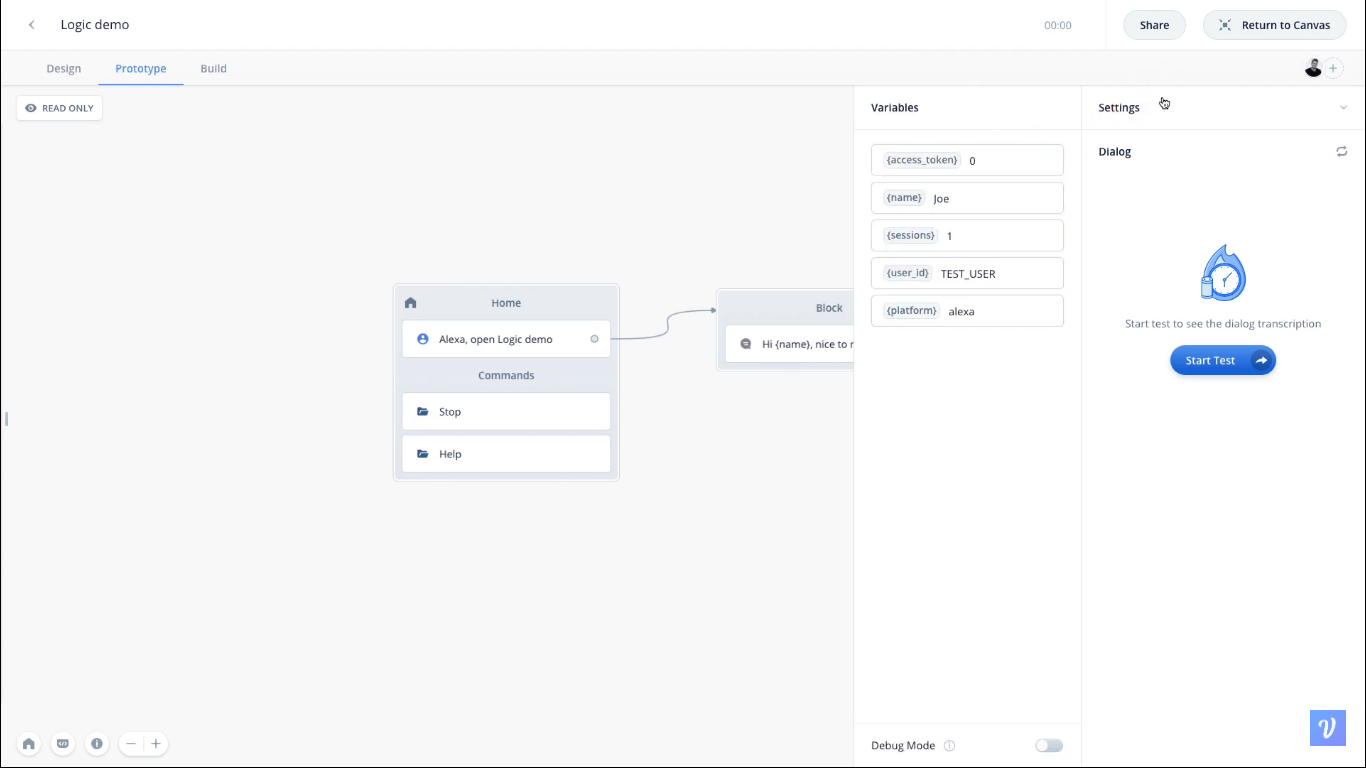 Logic demo
00:00
Share
Return to Canvas
Design
Prototype
Build
READ ONLY
Variables
Settings
{access_token} 0
Dialog
{name} Joe
{sessions} 1
{user_id} TEST_USER
{platform} alexa
Home
Alexa, open Logic demo
Commands
Stop
Help
Block
Hi {name}, nice to
Start test to see the dialog transcription
Start Test
Debug Mode
V